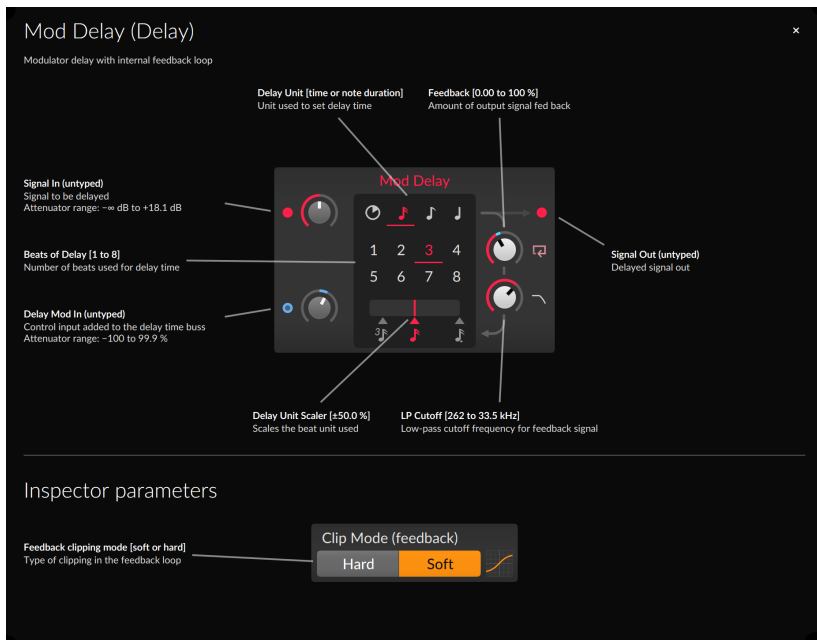 Mod Delay (Delay)
×
Modulator delay with internal feedback loop
Delay Unit [time or note duration]
Unit used to set delay time
Feedback [0.00 to 100 %]
Amount of output signal fed back
Signal In (untyped)
Signal to be delayed
Attenuator range: −∞ dB to +18.1 dB
Mod Delay
Beats of Delay [1 to 8]
Number of beats used for delay time
1 2 3 4
5 6 7 8
Signal Out (untyped)
Delayed signal out
Delay Mod In (untyped)
Control input added to the delay time buss
Attenuator range: −100 to 99.9 %
3
Delay Unit Scaler [±50.0 %]
Scales the beat unit used
LP Cutoff [262 to 33.5 kHz]
Low-pass cutoff frequency for feedback signal
Inspector parameters
Feedback clipping mode [soft or hard]
Type of clipping in the feedback loop
Clip Mode (feedback)
Hard Soft